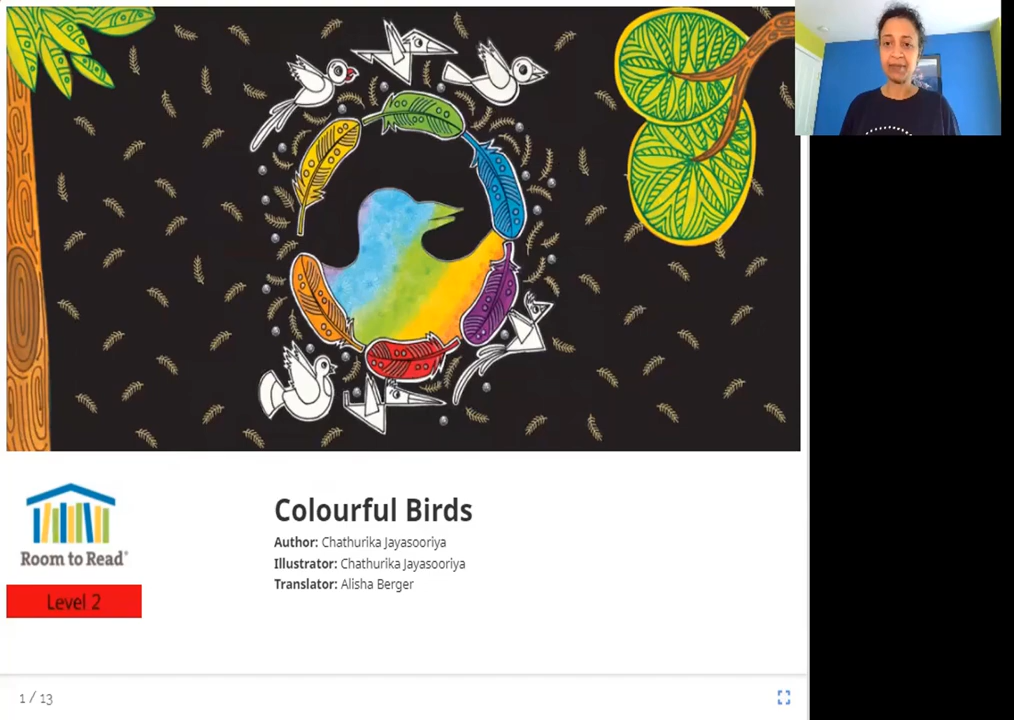 Room to Read®
Level 2
Colourful Birds
Author: Chathurika Jayasooriya
Illustrator: Chathurika Jayasooriya
Translator: Alisha Berger
1 / 13